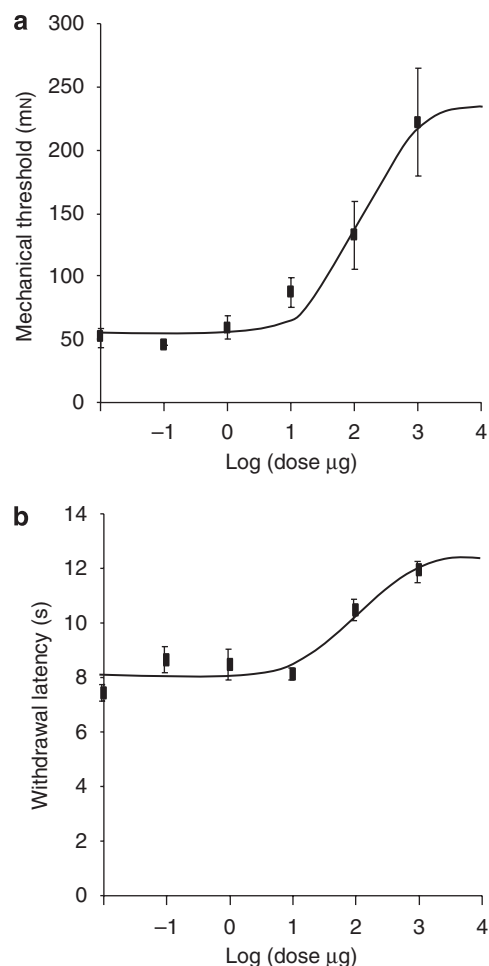 a
300
250
200
150
100
50
0
Mechanical threshold (mN)
–1 0 1 2 3 4
Log (dose μg)
b
14
12
10
8
6
4
2
0
Withdrawal latency (s)
–1 0 1 2 3 4
Log (dose μg)